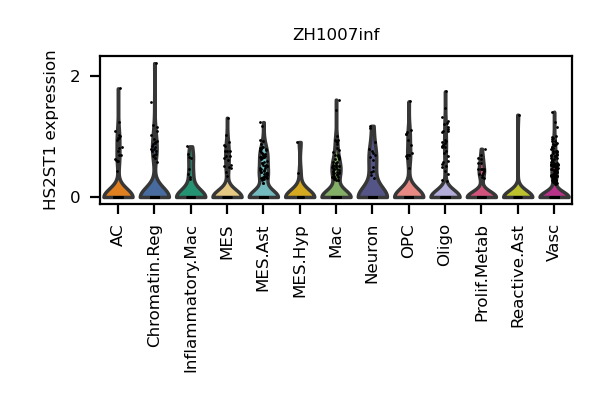 ZH1007inf
HS2ST1 expression
2
0
AC
Chromatin.Reg
Inflammatory.Mac
MES
MES.Ast
MES.Hyp
Mac
Neuron
OPC
Oligo
Prolif.Metab
Reactive.Ast
Vasc